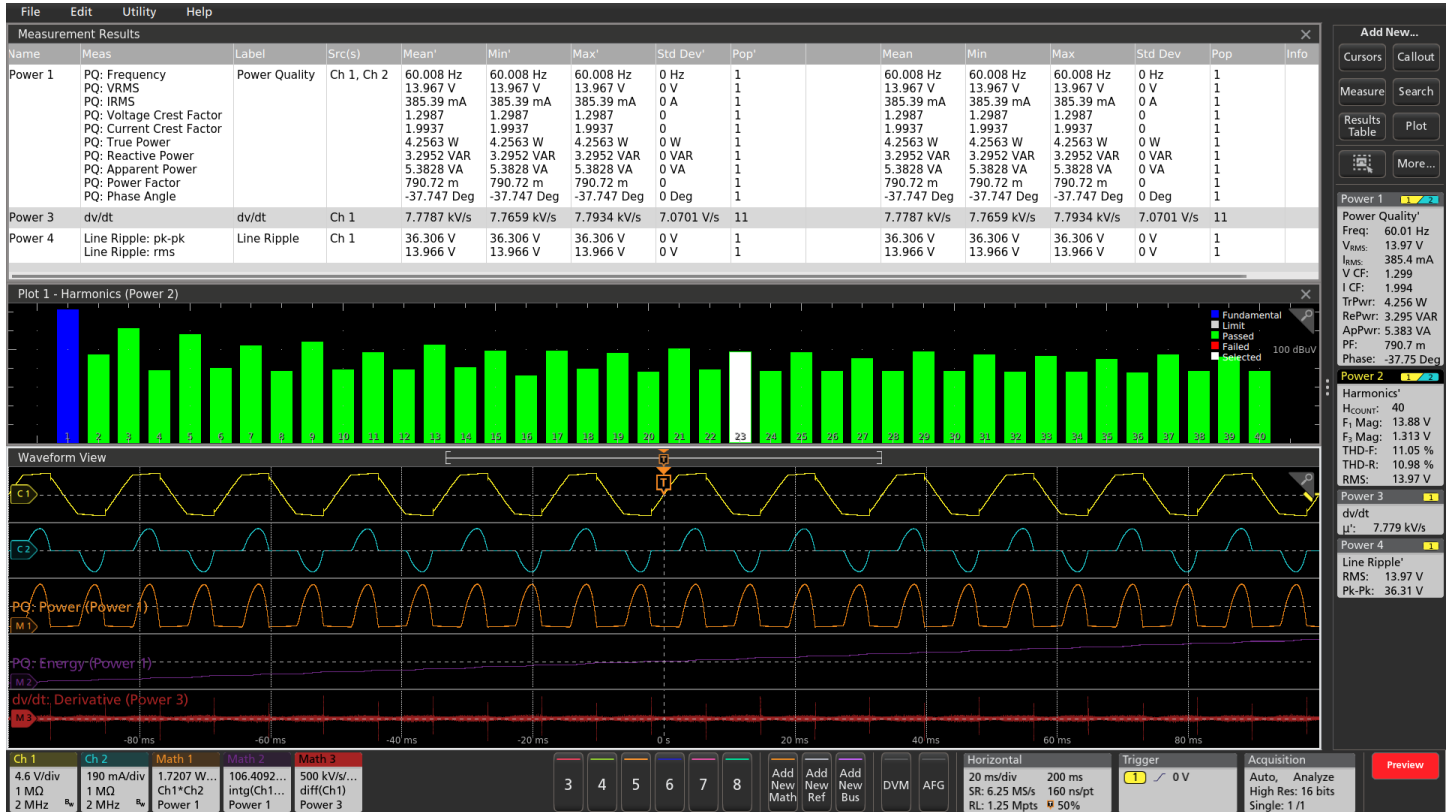 File Edit Utility Help
Measurement Results
Name Meas Label Src(s) Mean' Min' Max' Std Dev' Pop' Mean Min Max Std Dev Pop Info
Power 1 PQ: Frequency Power Quality Ch 1, Ch 2 60.008 Hz 60.008 Hz 60.008 Hz 0 Hz 1 60.008 Hz 60.008 Hz 60.008 Hz 0 Hz 1
PQ: VRMS 13.967 V 13.967 V 13.967 V 0 V 1 13.967 V 13.967 V 13.967 V 0 V 1
PQ: IRMS 385.39 mA 385.39 mA 385.39 mA 0 A 1 385.39 mA 385.39 mA 385.39 mA 0 A 1
PQ: Voltage Crest Factor 1.2987 1.2987 1.2987 0 1 1.2987 1.2987 1.2987 0 1
PQ: Current Crest Factor 1.9937 1.9937 1.9937 0 1 1.9937 1.9937 1.9937 0 1
PQ: True Power 4.2563 W 4.2563 W 4.2563 W 0 W 1 4.2563 W 4.2563 W 4.2563 W 0 W 1
PQ: Reactive Power 3.2952 VAR 3.2952 VAR 3.2952 VAR 0 VAR 1 3.2952 VAR 3.2952 VAR 3.2952 VAR 0 VAR 1
PQ: Apparent Power 5.3828 VA 5.3828 VA 5.3828 VA 0 VA 1 5.3828 VA 5.3828 VA 5.3828 VA 0 VA 1
PQ: Power Factor 790.72 m 790.72 m 790.72 m 0 1 790.72 m 790.72 m 790.72 m 0 1
PQ: Phase Angle -37.747 Deg -37.747 Deg -37.747 Deg 0 Deg 1 -37.747 Deg -37.747 Deg -37.747 Deg 0 Deg 1
Power 3 dv/dt dv/dt Ch 1 7.7787 kV/s 7.7659 kV/s 7.7934 kV/s 7.0701 V/s 11 7.7787 kV/s 7.7659 kV/s 7.7934 kV/s 7.0701 V/s 11
Power 4 Line Ripple: pk-pk Line Ripple Ch 1 36.306 V 36.306 V 36.306 V 0 V 1 36.306 V 36.306 V 36.306 V 0 V 1
Line Ripple: rms 13.966 V 13.966 V 13.966 V 0 V 1 13.966 V 13.966 V 13.966 V 0 V 1
Plot 1 - Harmonics (Power 2)
Fundamental
Limit
Passed
Failed
Selected
100 dBuV
1 2 3 4 5 6 7 8 9 10 11 12 13 14 15 16 17 18 19 20 21 22 23 24 25 26 27 28 29 30 31 32 33 34 35 36 37 38 39 40
Waveform View
T
T
C 1
C 2
PQ: Power (Power 1)
M 1
PQ: Energy (Power 1)
M 2
dv/dt: Derivative (Power 3)
M 3
-80 ms -60 ms -40 ms -20 ms 0 s 20 ms 40 ms 60 ms 80 ms
Add New...
Cursors Callout
Measure Search
Results Table Plot
More...
Power 1 1 2
Power Quality'
Freq: 60.01 Hz
VRMS: 13.97 V
IRMS: 385.4 mA
V CF: 1.299
I CF: 1.994
TrPwr: 4.256 W
RePwr: 3.295 VAR
ApPwr: 5.383 VA
PF: 790.7 m
Phase: -37.75 Deg
Power 2 1 2
Harmonics'
HCOUNT: 40
F₁ Mag: 13.88 V
F₃ Mag: 1.313 V
THD-F: 11.05 %
THD-R: 10.98 %
RMS: 13.97 V
Power 3 1
dv/dt
μ': 7.779 kV/s
Power 4 1
Line Ripple'
RMS: 13.97 V
Pk-Pk: 36.31 V
Ch 1
4.6 V/div
1 MΩ
2 MHz Bw
Ch 2
190 mA/div
1 MΩ
2 MHz Bw
Math 1
1.7207 W...
Ch1*Ch2
Power 1
Math 2
106.4092...
intg(Ch1...
Power 1
Math 3
500 kV/s/...
diff(Ch1)
Power 3
3 4 5 6 7 8
Add New Math
Add New Ref
Add New Bus
DVM AFG
Horizontal
20 ms/div 200 ms
SR: 6.25 MS/s 160 ns/pt
RL: 1.25 Mpts 50%
Trigger
1 0 V
Acquisition
Auto, Analyze
High Res: 16 bits
Single: 1 /1
Preview